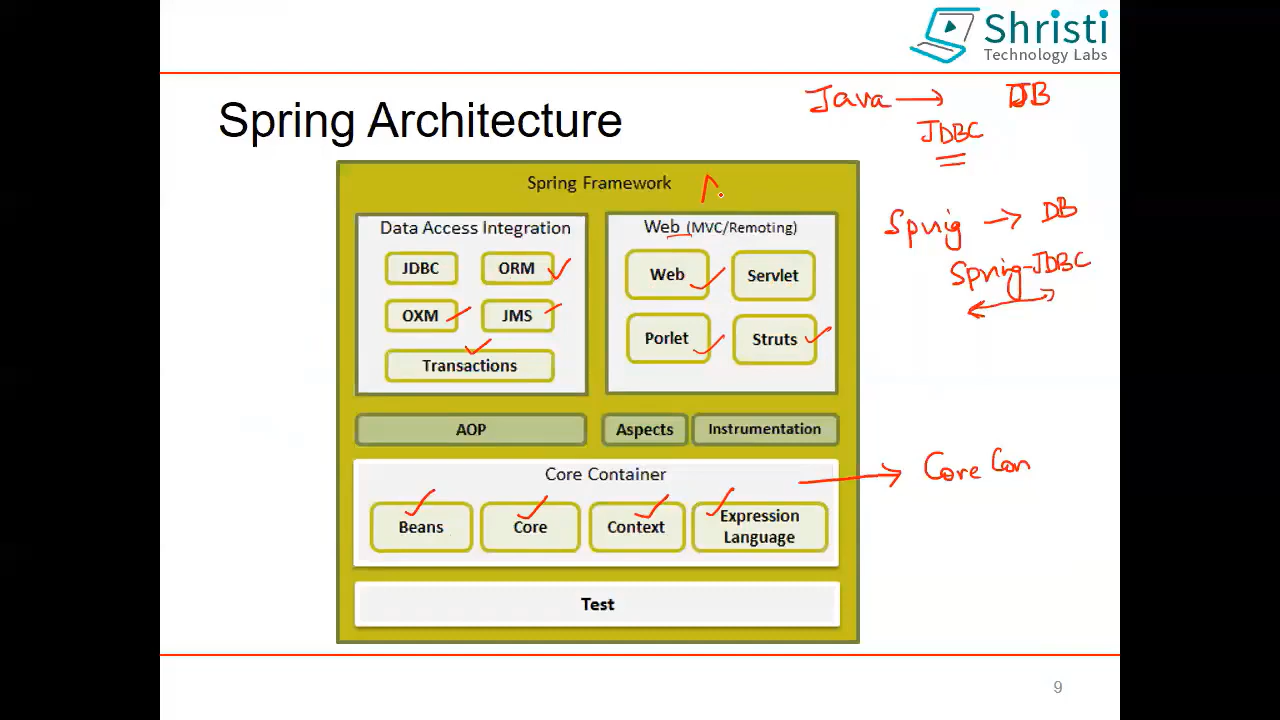 Shristi
Technology Labs
Spring Architecture
Java → DB
JDBC
Spring Framework
Data Access Integration
JDBC
ORM
OXM
JMS
Transactions
Web (MVC/Remoting)
Web
Servlet
Porlet
Struts
Sprig → DB
Spring-JDBC
AOP
Aspects
Instrumentation
Core Container
→ Core Con
Beans
Core
Context
Expression
Language
Test
9